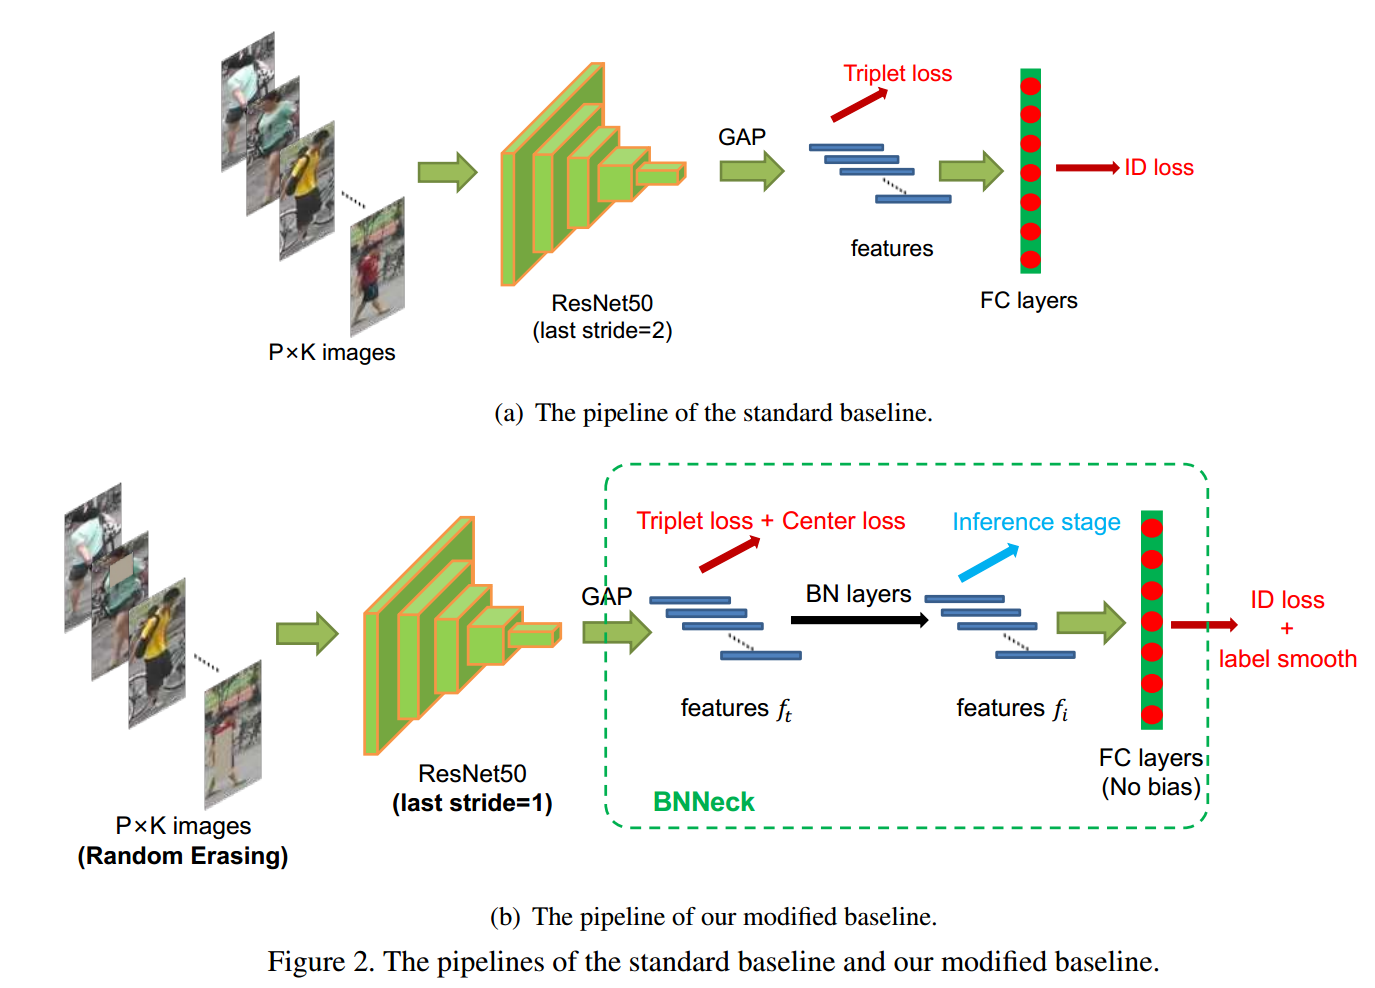 Triplet loss
GAP
ID loss
features
FC layers
ResNet50
(last stride=2)
P×K images
(a) The pipeline of the standard baseline.
Triplet loss + Center loss
Inference stage
GAP
BN layers
ID loss
+
label smooth
features fₜ
features fᵢ
FC layers
(No bias)
ResNet50
(last stride=1)
BNNeck
P×K images
(Random Erasing)
(b) The pipeline of our modified baseline.
Figure 2. The pipelines of the standard baseline and our modified baseline.